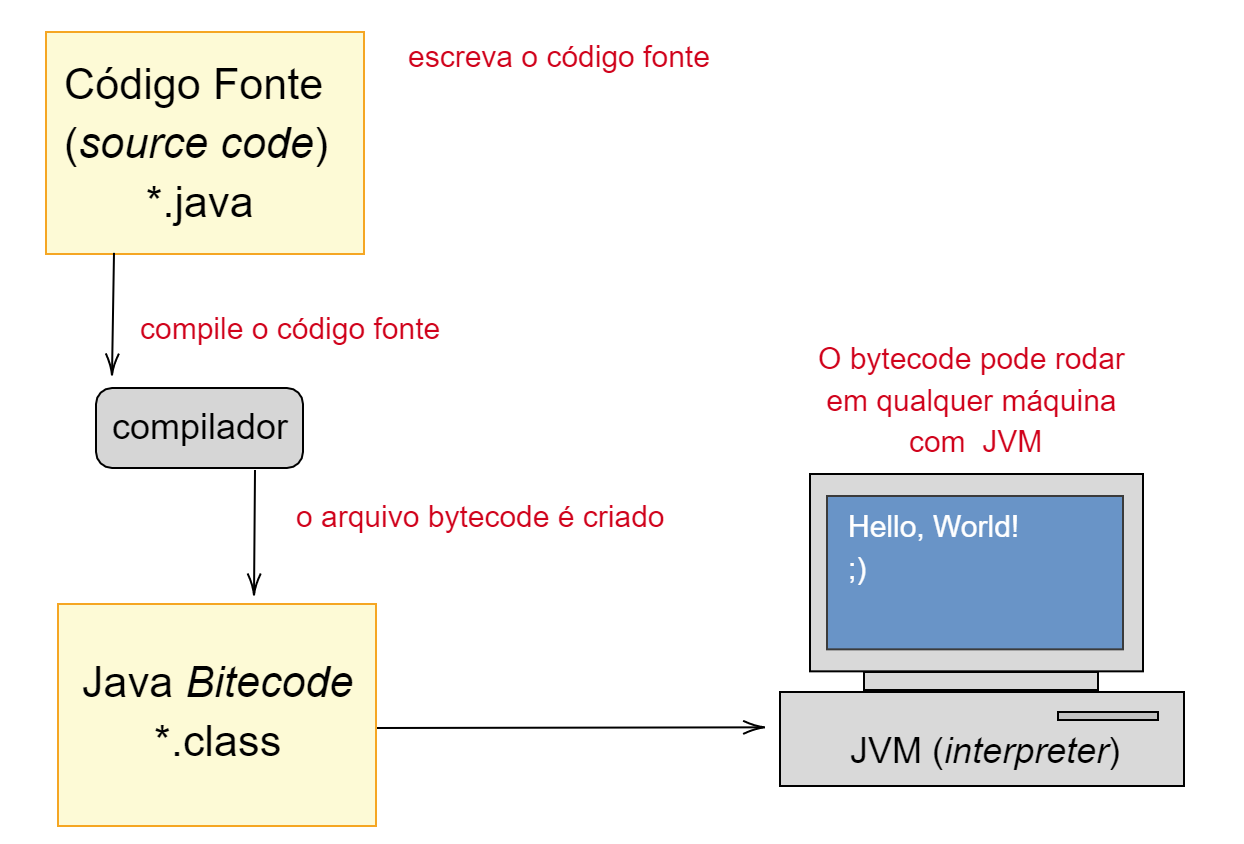 Código Fonte
(source code)
*.java
escreva o código fonte
compile o código fonte
compilador
o arquivo bytecode é criado
Java Bitecode
*.class
O bytecode pode rodar
em qualquer máquina
com JVM
Hello, World!
;)
JVM (interpreter)